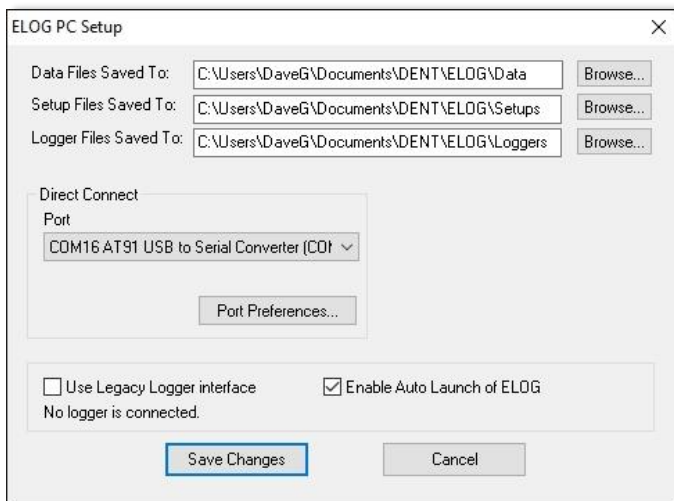 ELOG PC Setup
Data Files Saved To: C:\Users\DaveG\Documents\DENT\ELOG\Data Browse...
Setup Files Saved To: C:\Users\DaveG\Documents\DENT\ELOG\Setups Browse...
Logger Files Saved To: C:\Users\DaveG\Documents\DENT\ELOG\Loggers Browse...
Direct Connect
Port
COM16 AT91 USB to Serial Converter (COM
Port Preferences...
Use Legacy Logger interface Enable Auto Launch of ELOG
No logger is connected.
Save Changes Cancel